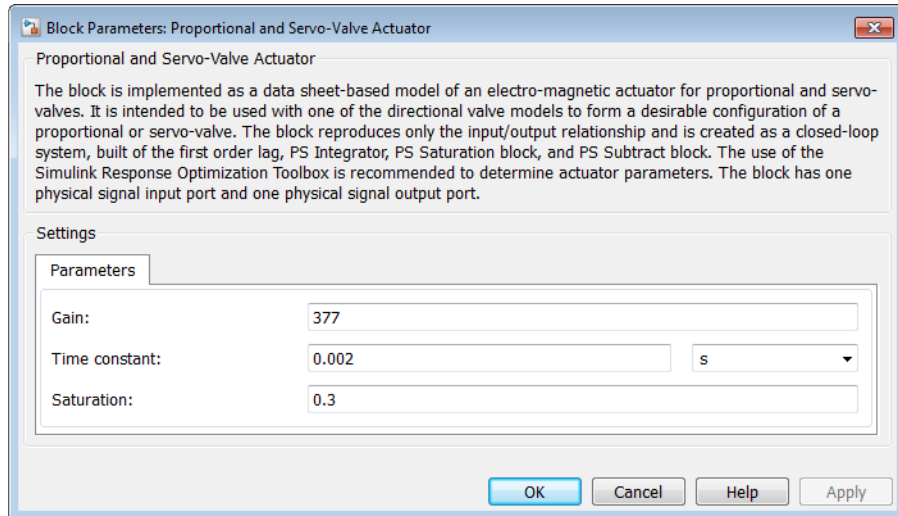 Block Parameters: Proportional and Servo-Valve Actuator
Proportional and Servo-Valve Actuator
The block is implemented as a data sheet-based model of an electro-magnetic actuator for proportional and servo-
valves. It is intended to be used with one of the directional valve models to form a desirable configuration of a
proportional or servo-valve. The block reproduces only the input/output relationship and is created as a closed-loop
system, built of the first order lag, PS Integrator, PS Saturation block, and PS Subtract block. The use of the
Simulink Response Optimization Toolbox is recommended to determine actuator parameters. The block has one
physical signal input port and one physical signal output port.
Settings
Parameters
Gain: 377
Time constant: 0.002 s
Saturation: 0.3
OK Cancel Help Apply